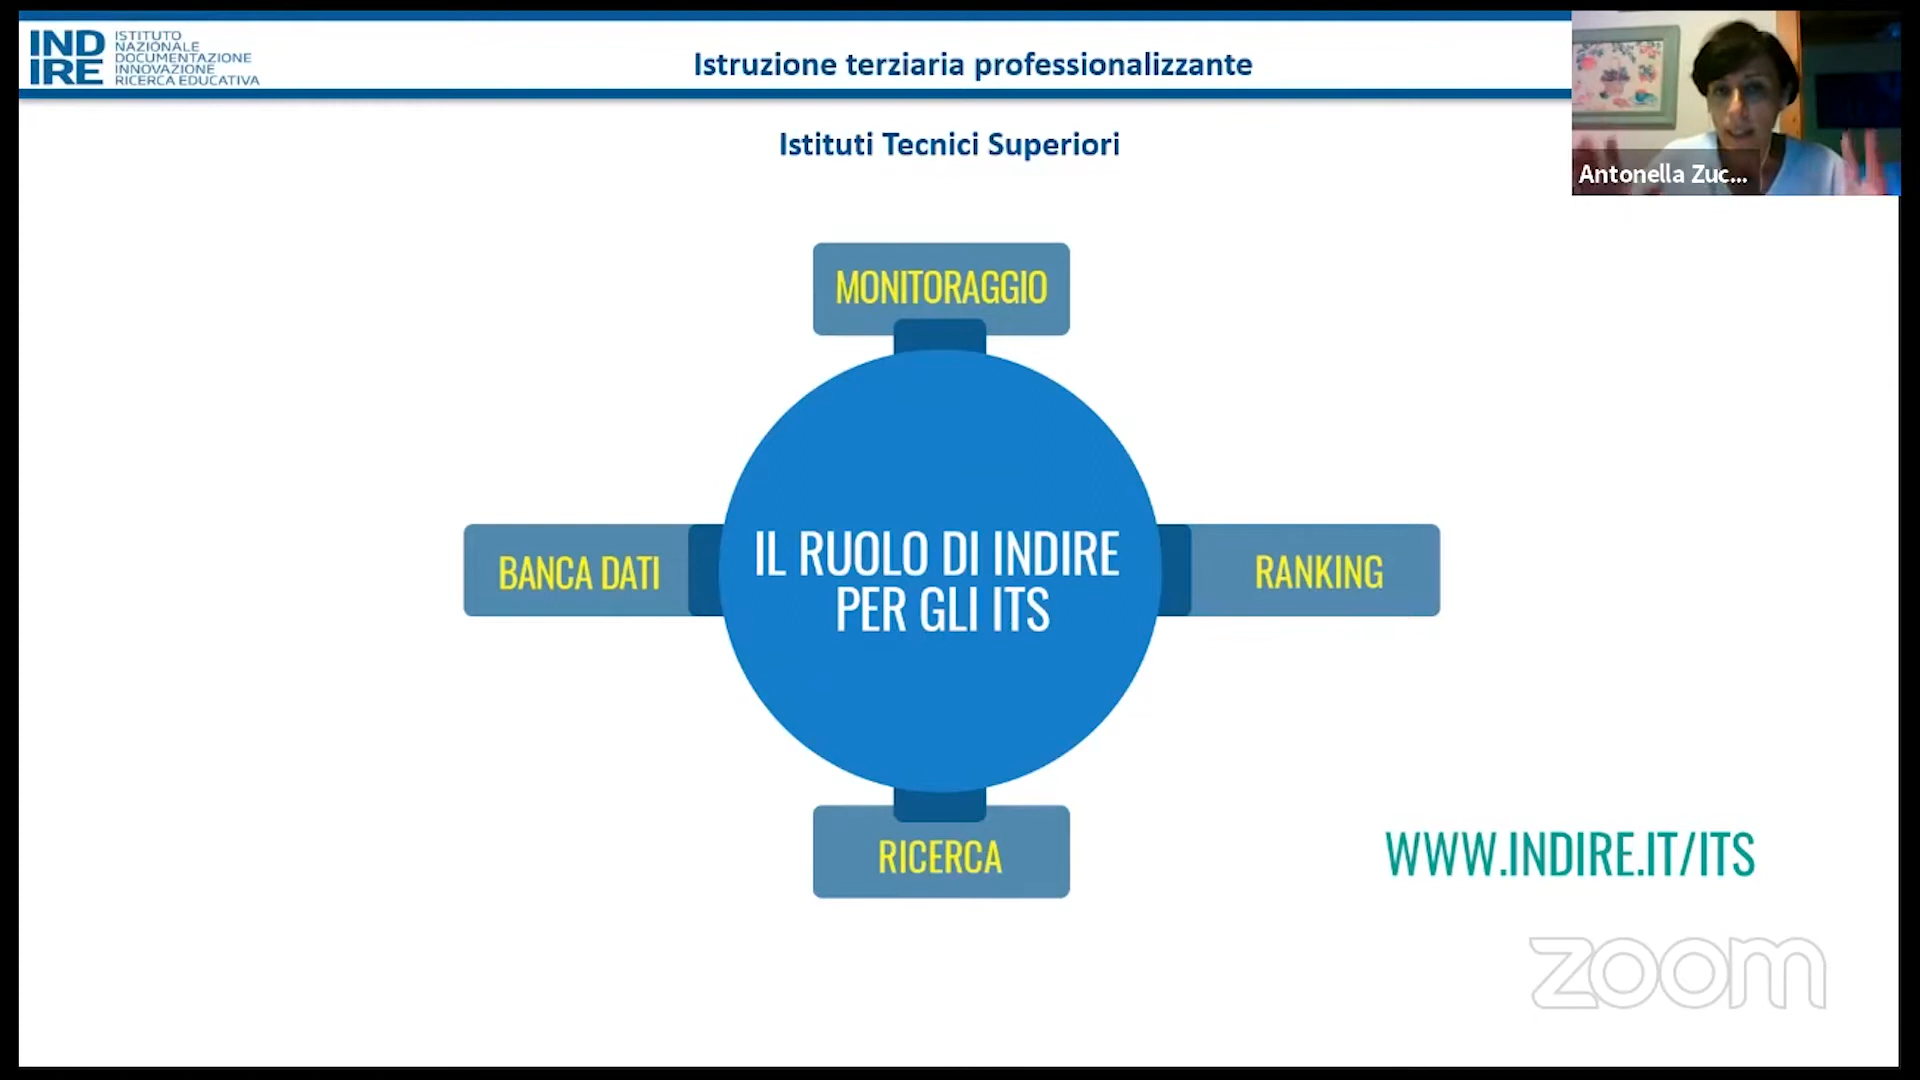 IND
IRE
ISTITUTO
NAZIONALE
DOCUMENTAZIONE
INNOVAZIONE
RICERCA EDUCATIVA
Istruzione terziaria professionalizzante
Antonella Zuc...
Istituti Tecnici Superiori
MONITORAGGIO
BANCA DATI
IL RUOLO DI INDIRE
PER GLI ITS
RANKING
RICERCA
WWW.INDIRE.IT/ITS
zoom